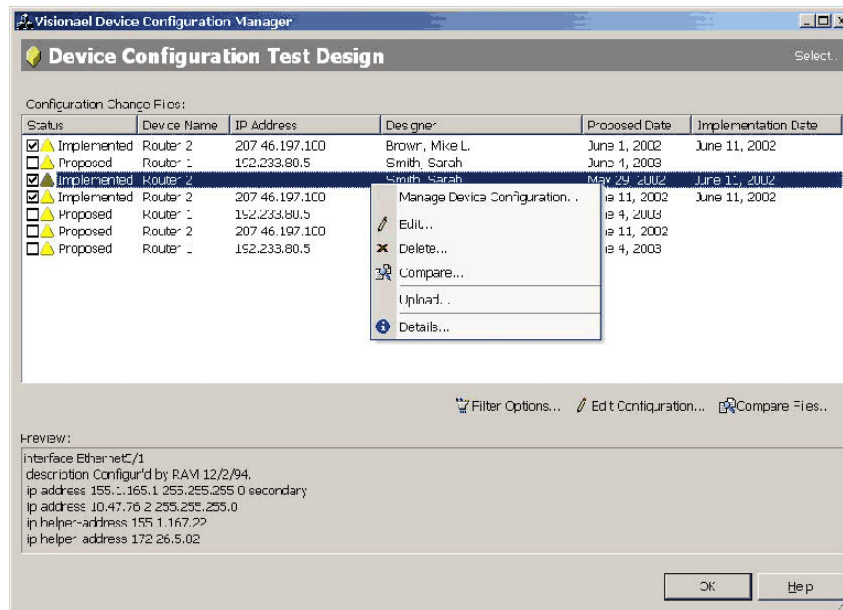 Visionael Device Configuration Manager
Device Configuration Test Design
Select..
Configuration Change Files:
Status Device Name IP Address Designer Proposed Date Implementation Date
Implemented Router 2 207 46.197.100 Brown, Mike L. June 1, 2002 June 11, 2002
Proposed Router 1 192.233.80.5 Smith, Sarah June 4, 2003
Implemented Router 2 Smith, Sarah May 29, 2002 June 11, 2002
Implemented Router 2 207 46.197.100 11, 2002 June 11, 2002
Proposed Router 1 192.233.80.5 4, 2003
Proposed Router 2 207 46.197.100 11, 2002
Proposed Router 1 192.233.80.5 4, 2003
Manage Device Configuration...
Edit...
Delete...
Compare...
Upload...
Details...
Filter Options... Edit Configuration... Compare Files..
Preview:
interface Ethernet0/1
description Configur'd by RAM 12/2/94.
ip address 155.1.165.1 255.255.255 0 secondary
ip address 10.47.76 2 255.255.255.0
ip helper-address 155 1.167.22
ip helper address 172 26.5.02
OK Help